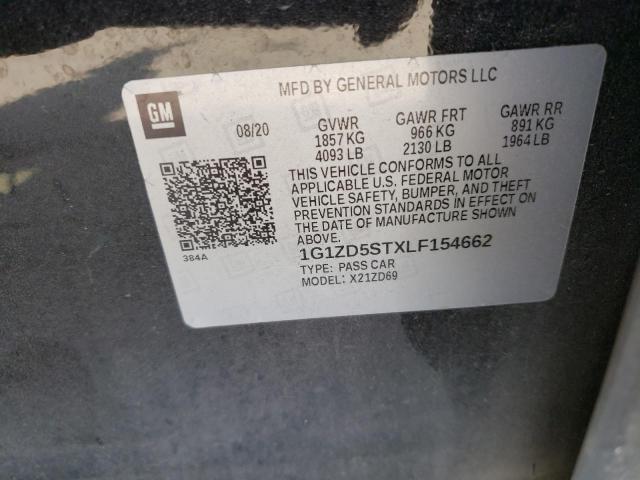 MFD BY GENERAL MOTORS LLC
GM
08/20
GVWR
1857 KG
4093 LB
GAWR FRT
966 KG
2130 LB
GAWR RR
891 KG
1964 LB
THIS VEHICLE CONFORMS TO ALL
APPLICABLE U.S. FEDERAL MOTOR
VEHICLE SAFETY, BUMPER, AND THEFT
PREVENTION STANDARDS IN EFFECT ON
THE DATE OF MANUFACTURE SHOWN
ABOVE.
384A
1G1ZD5STXLF154662
TYPE: PASS CAR
MODEL: X21ZD69